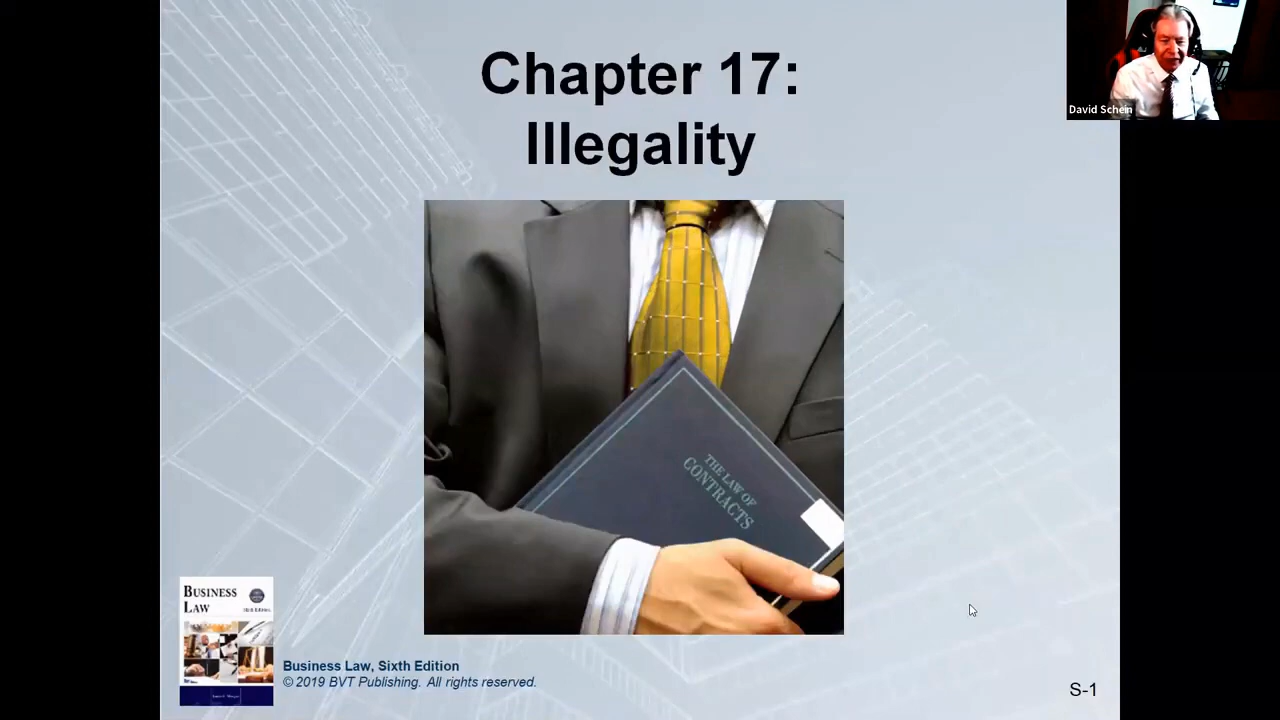 Chapter 17:
Illegality
David Schein
THE LAW OF
CONTRACTS
BUSINESS
LAW
Business Law, Sixth Edition
© 2019 BVT Publishing. All rights reserved.
S-1